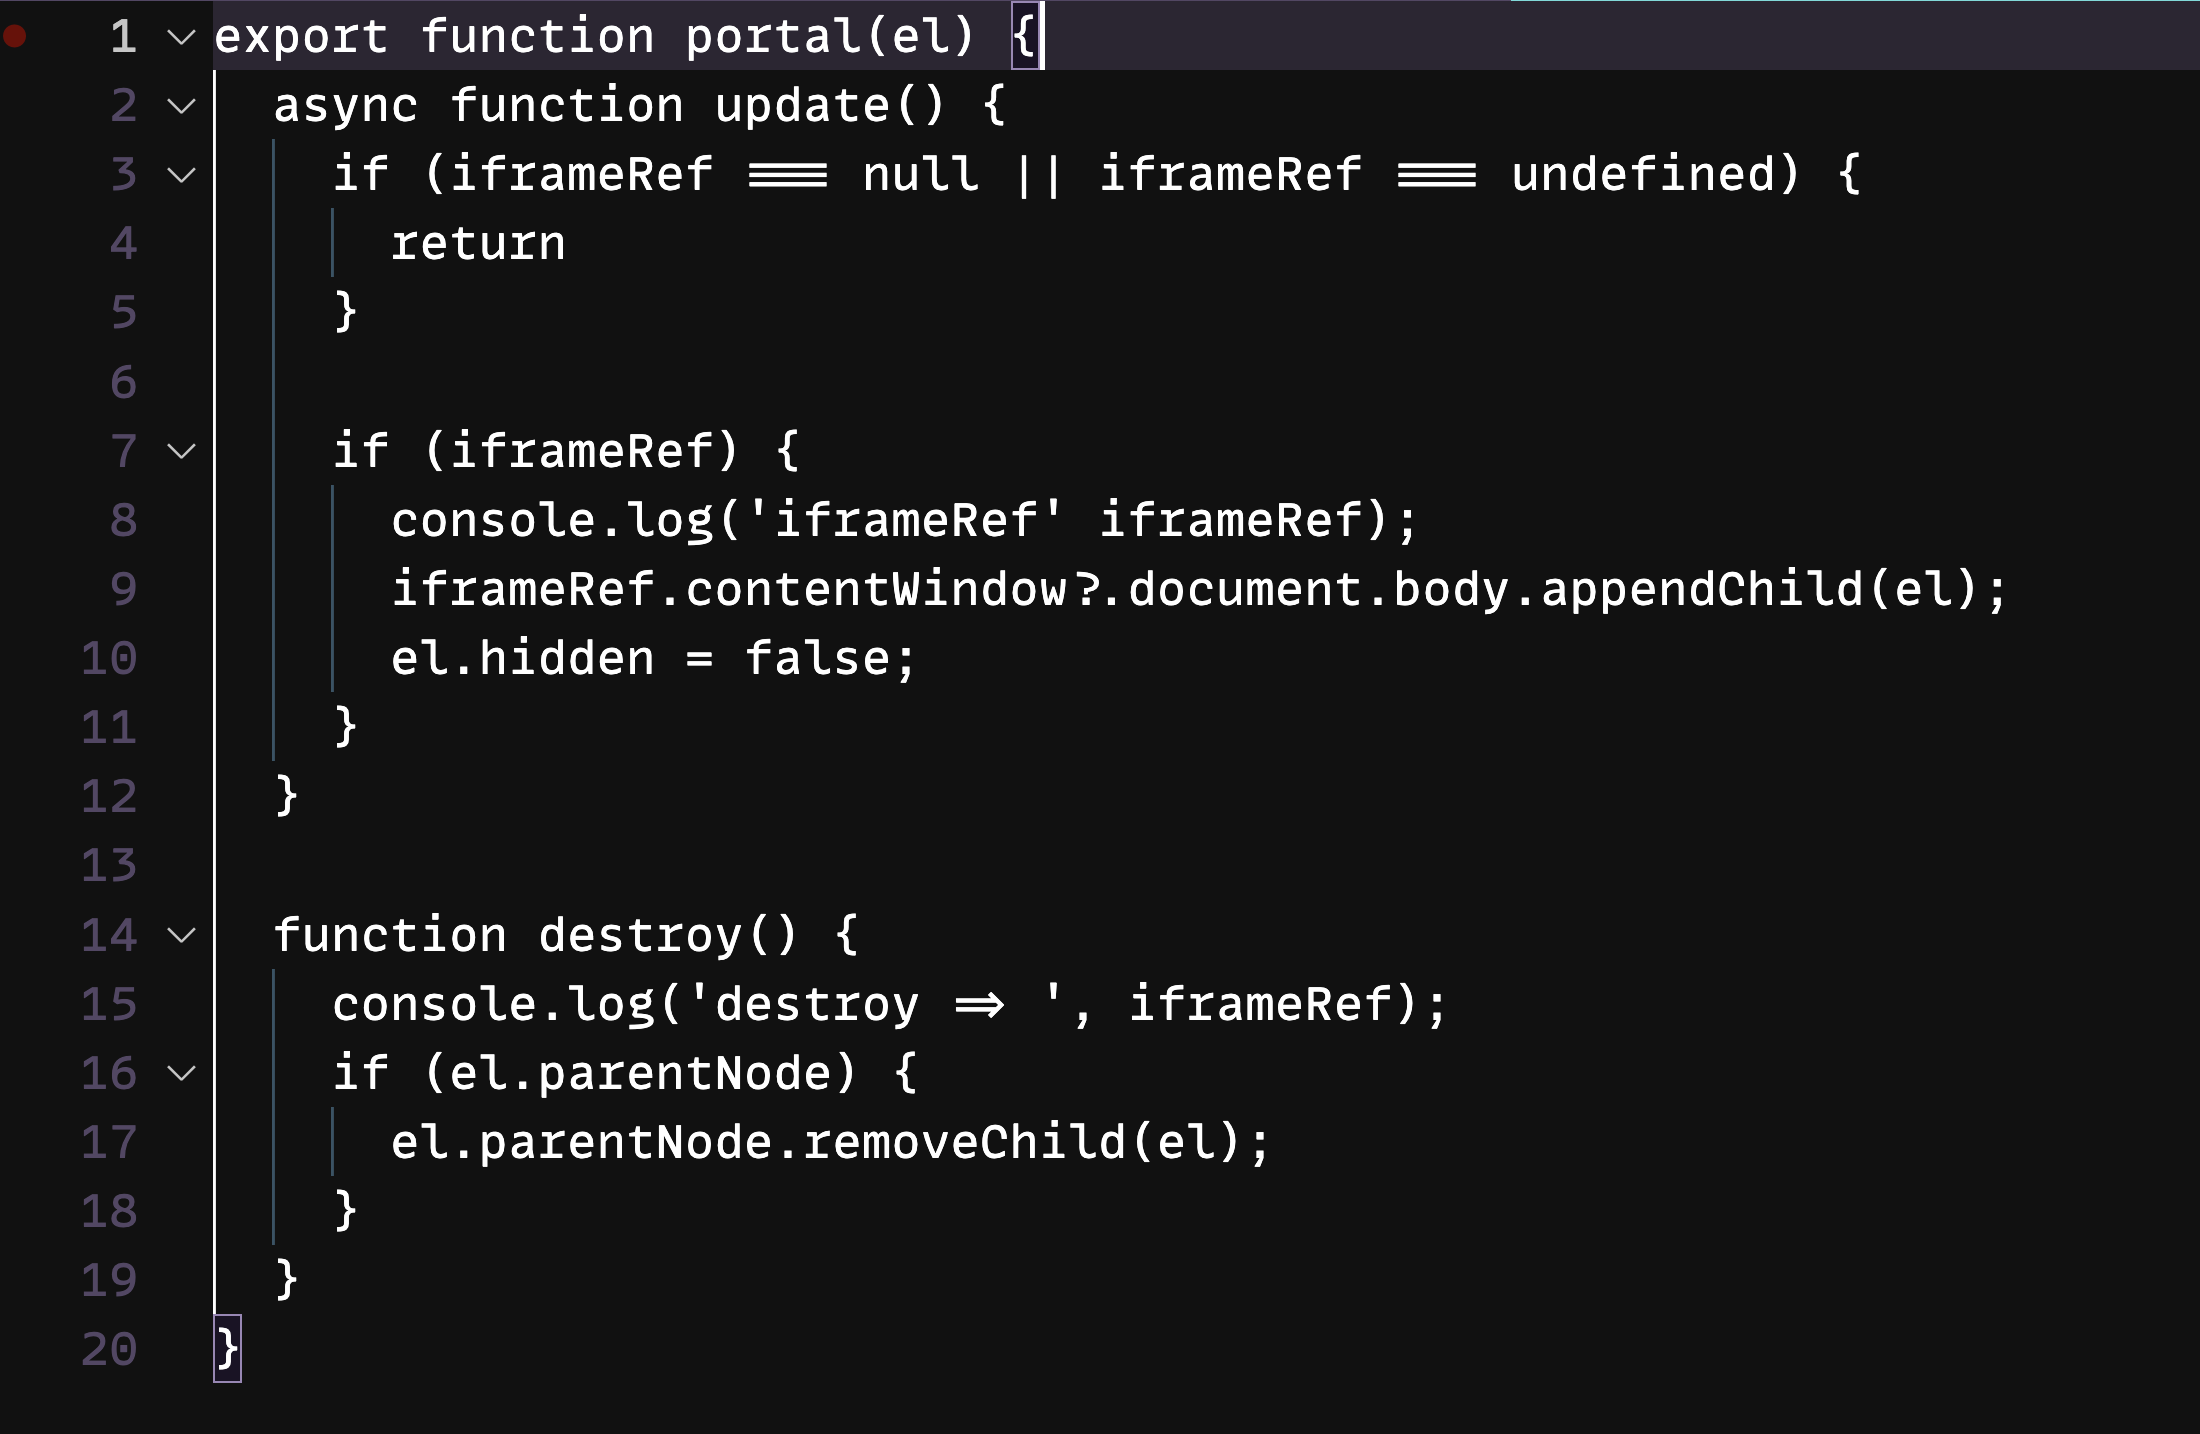 1 export function portal(el) {
2 async function update() {
3 if (iframeRef === null || iframeRef === undefined) {
4 return
5 }
6
7 if (iframeRef) {
8 console.log('iframeRef' iframeRef);
9 iframeRef.contentWindow?.document.body.appendChild(el);
10 el.hidden = false;
11 }
12 }
13
14 function destroy() {
15 console.log('destroy => ', iframeRef);
16 if (el.parentNode) {
17 el.parentNode.removeChild(el);
18 }
19 }
20 }